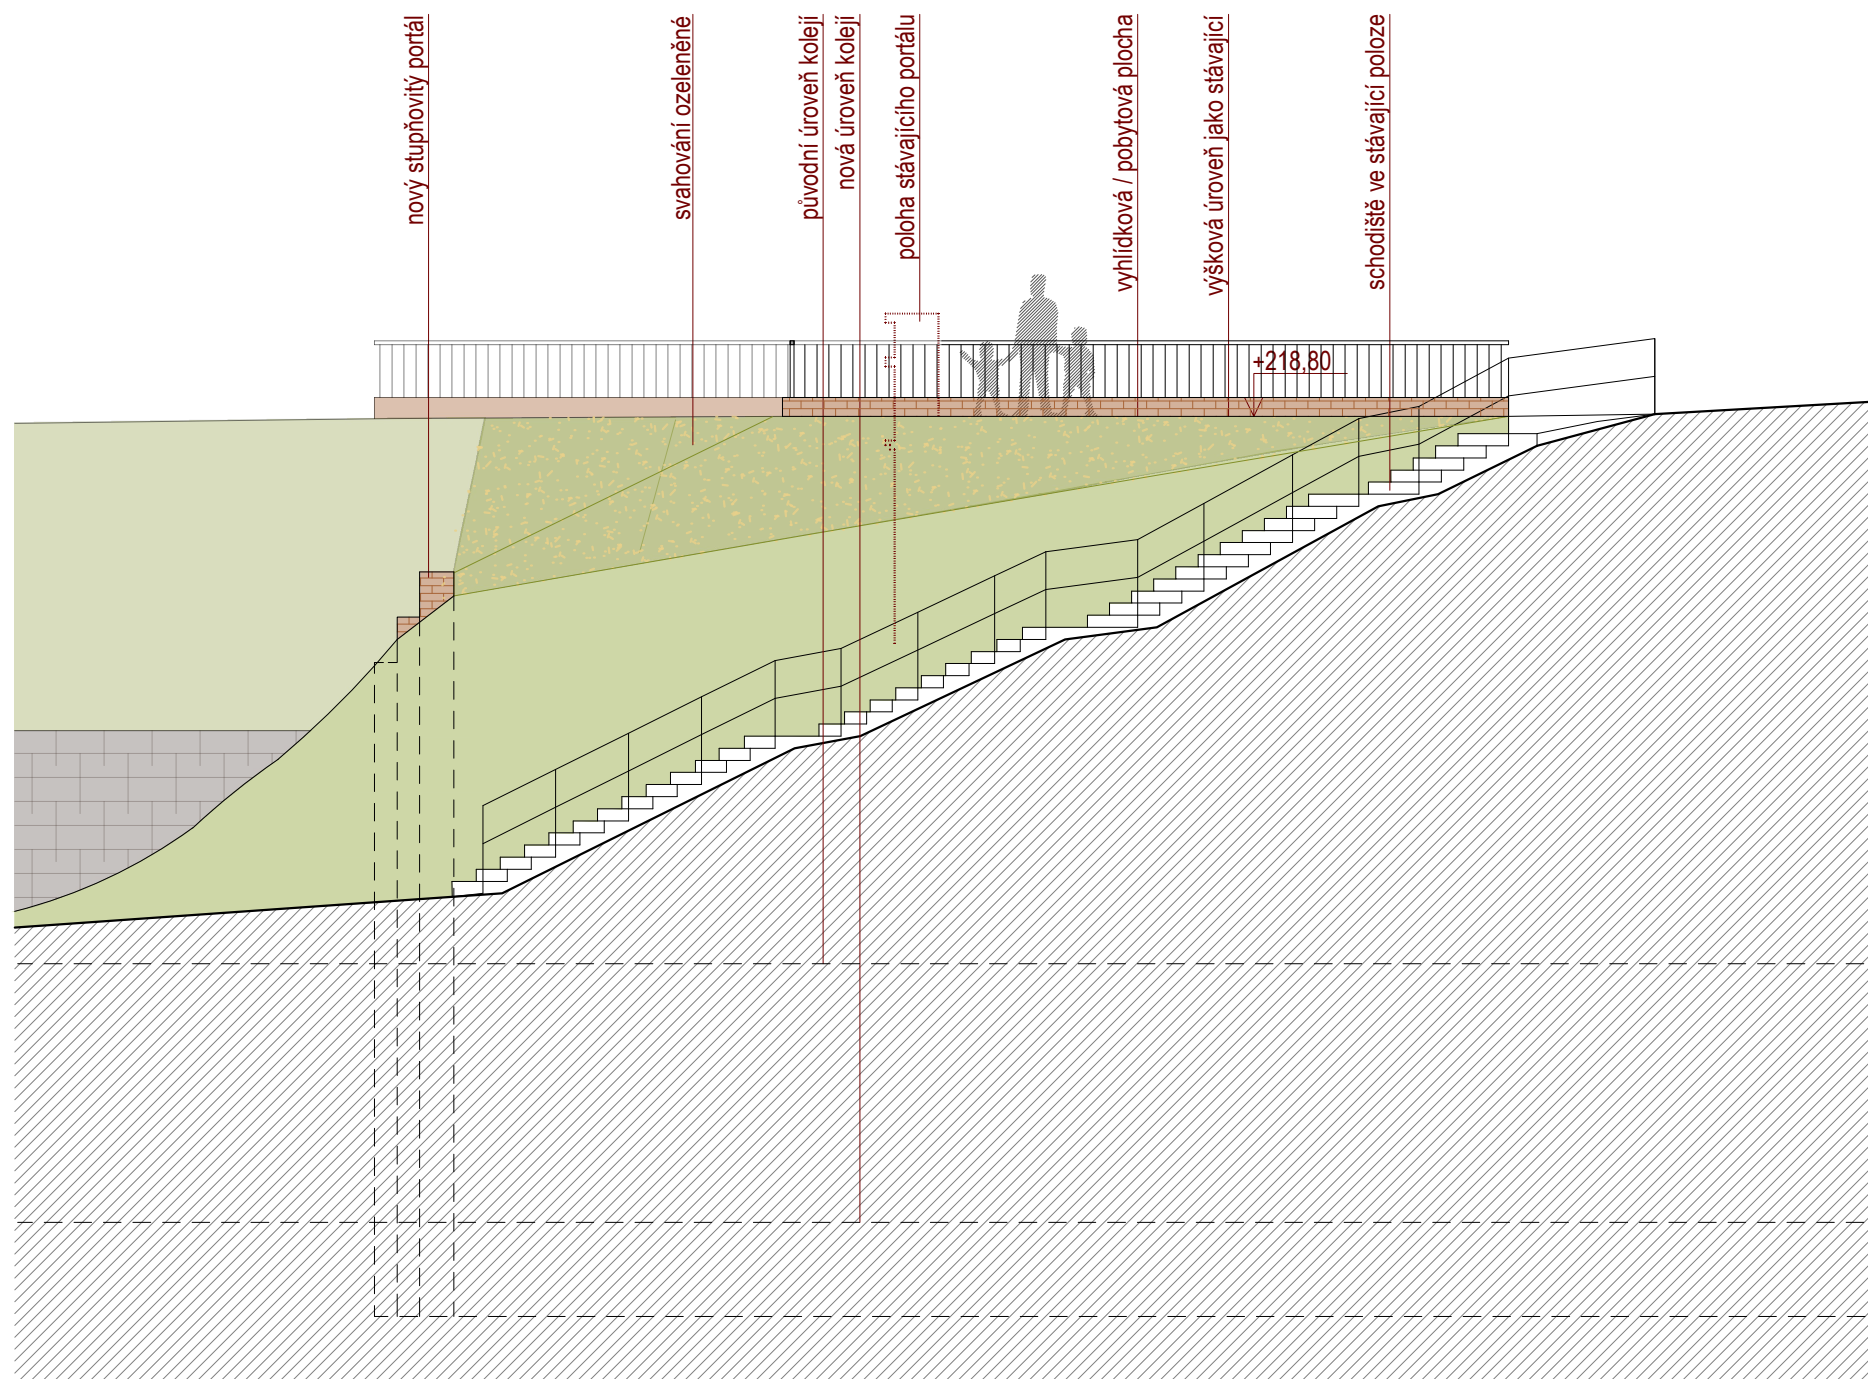 nový stupňovitý portál
svahování ozeleněné
původní úroveň kolejí
nová úroveň kolejí
poloha stávajícího portálu
vyhlídková / pobytová plocha
výšková úroveň jako stávající
schodiště ve stávající poloze
+218,80